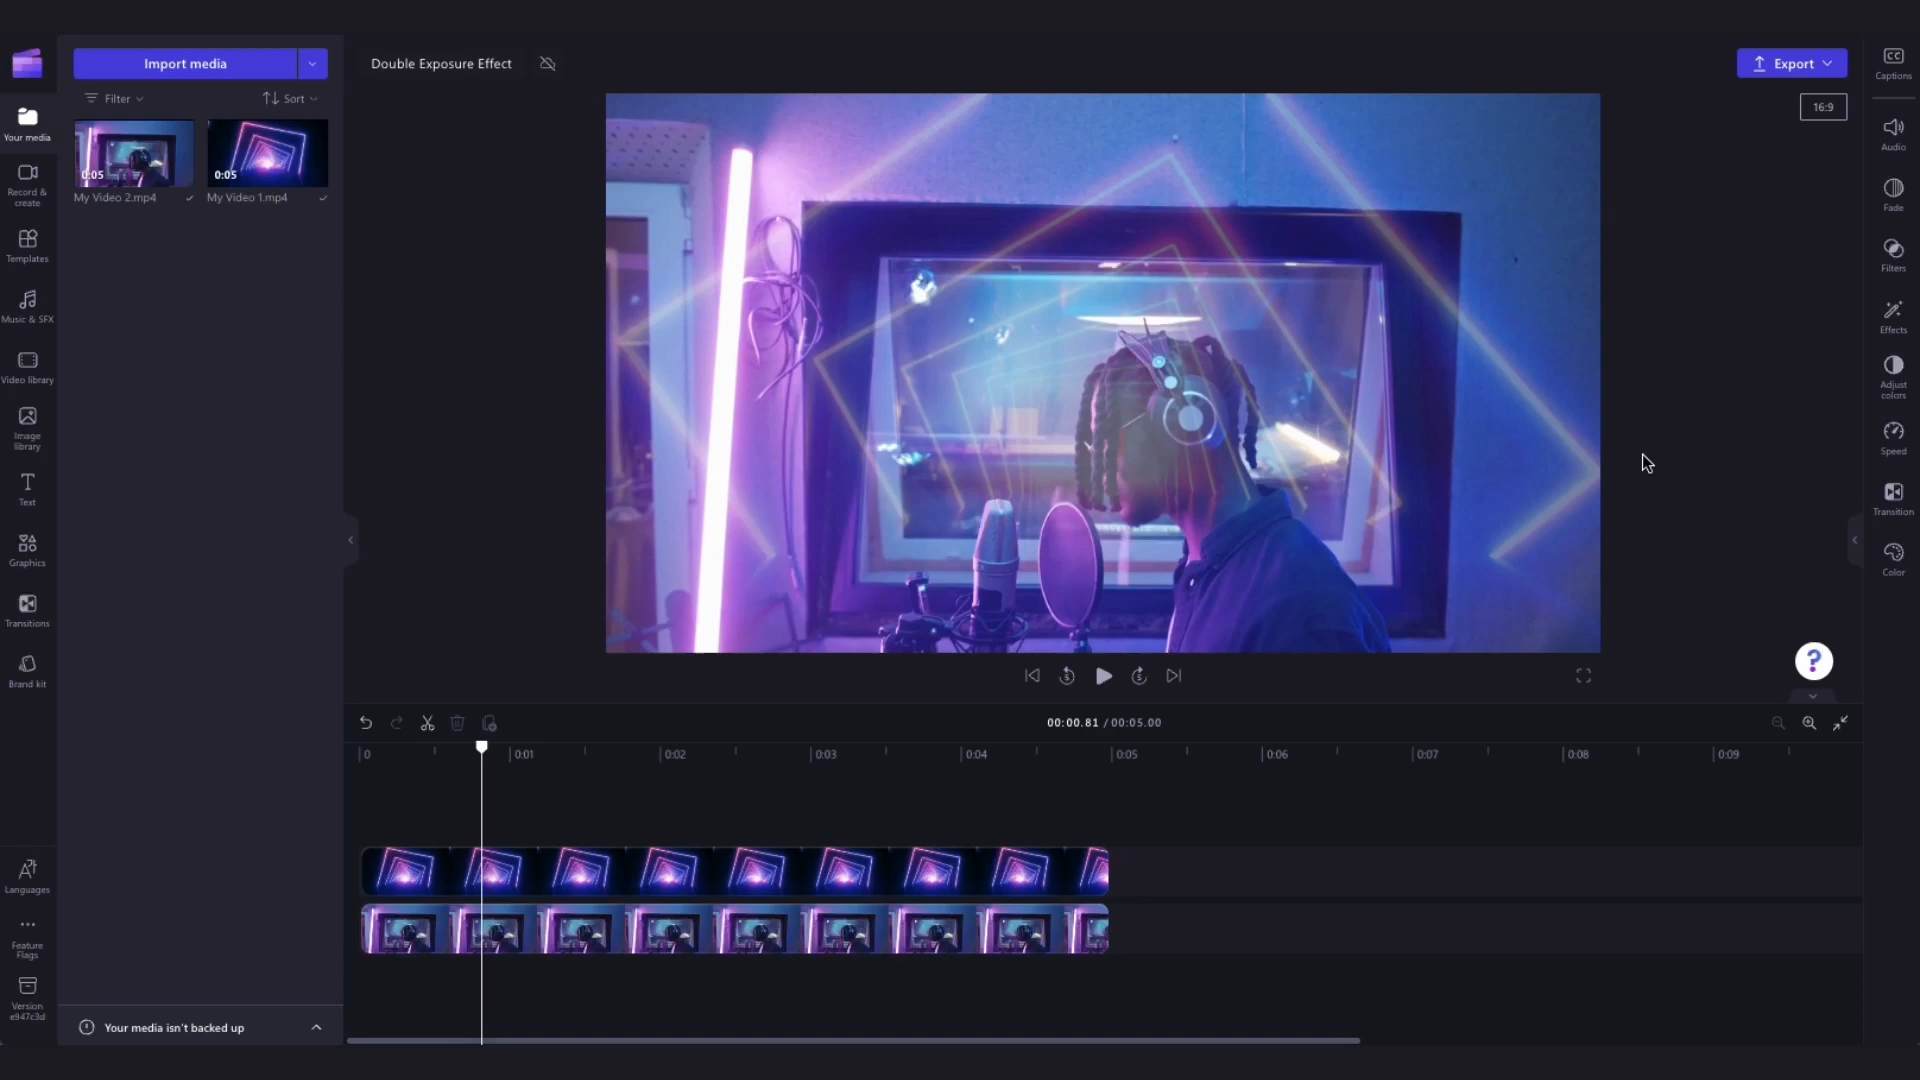 Import media
Double Exposure Effect
Export
Captions
Filter
Sort
16:9
Your media
0:05
0:05
My Video 2.mp4
My Video 1.mp4
Audio
Record &
create
Fade
Templates
Filters
Music & SFX
Effects
Video library
Adjust
colors
Image
library
Speed
Text
Transition
Graphics
Color
Transitions
Brand kit
5
5
?
00:00.81 / 00:05.00
0
0:01
0:02
0:03
0:04
0:05
0:06
0:07
0:08
0:09
Languages
Feature
Flags
Version
e947c3d
Your media isn't backed up